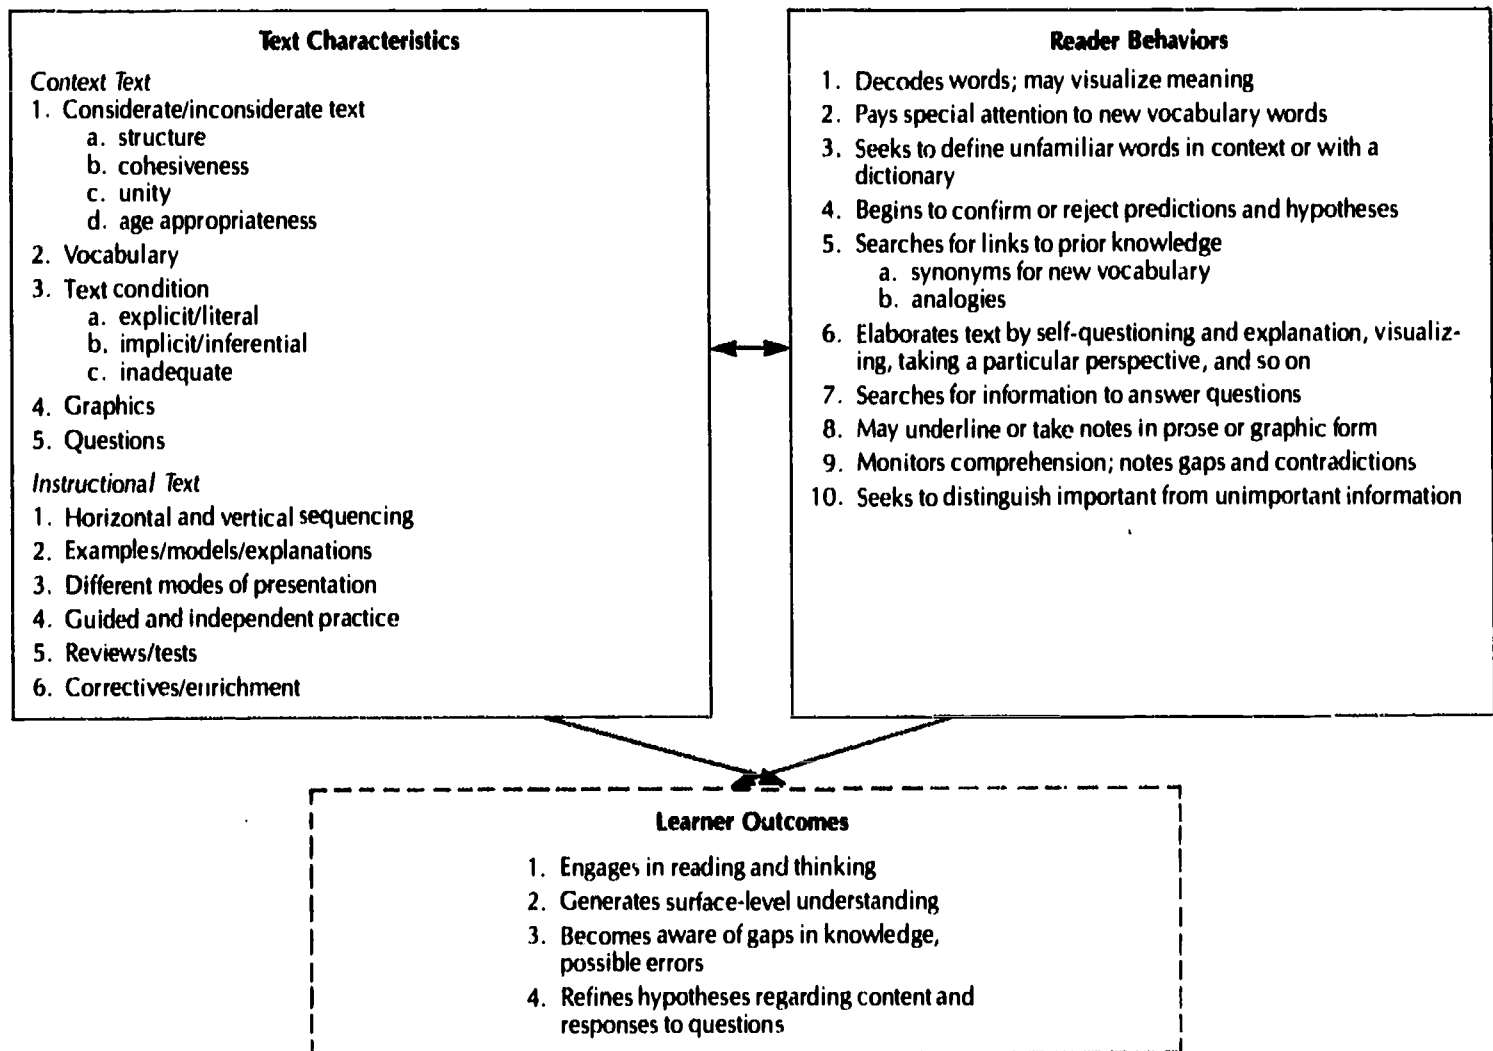 Text Characteristics
Context Text
1. Considerate/inconsiderate text
a. structure
b. cohesiveness
c. unity
d. age appropriateness
2. Vocabulary
3. Text condition
a. explicit/literal
b. implicit/inferential
c. inadequate
4. Graphics
5. Questions
Instructional Text
1. Horizontal and vertical sequencing
2. Examples/models/explanations
3. Different modes of presentation
4. Guided and independent practice
5. Reviews/tests
6. Correctives/enrichment
Reader Behaviors
1. Decodes words; may visualize meaning
2. Pays special attention to new vocabulary words
3. Seeks to define unfamiliar words in context or with a
dictionary
4. Begins to confirm or reject predictions and hypotheses
5. Searches for links to prior knowledge
a. synonyms for new vocabulary
b. analogies
6. Elaborates text by self-questioning and explanation, visualiz-
ing, taking a particular perspective, and so on
7. Searches for information to answer questions
8. May underline or take notes in prose or graphic form
9. Monitors comprehension; notes gaps and contradictions
10. Seeks to distinguish important from unimportant information
Learner Outcomes
1. Engages in reading and thinking
2. Generates surface-level understanding
3. Becomes aware of gaps in knowledge,
possible errors
4. Refines hypotheses regarding content and
responses to questions